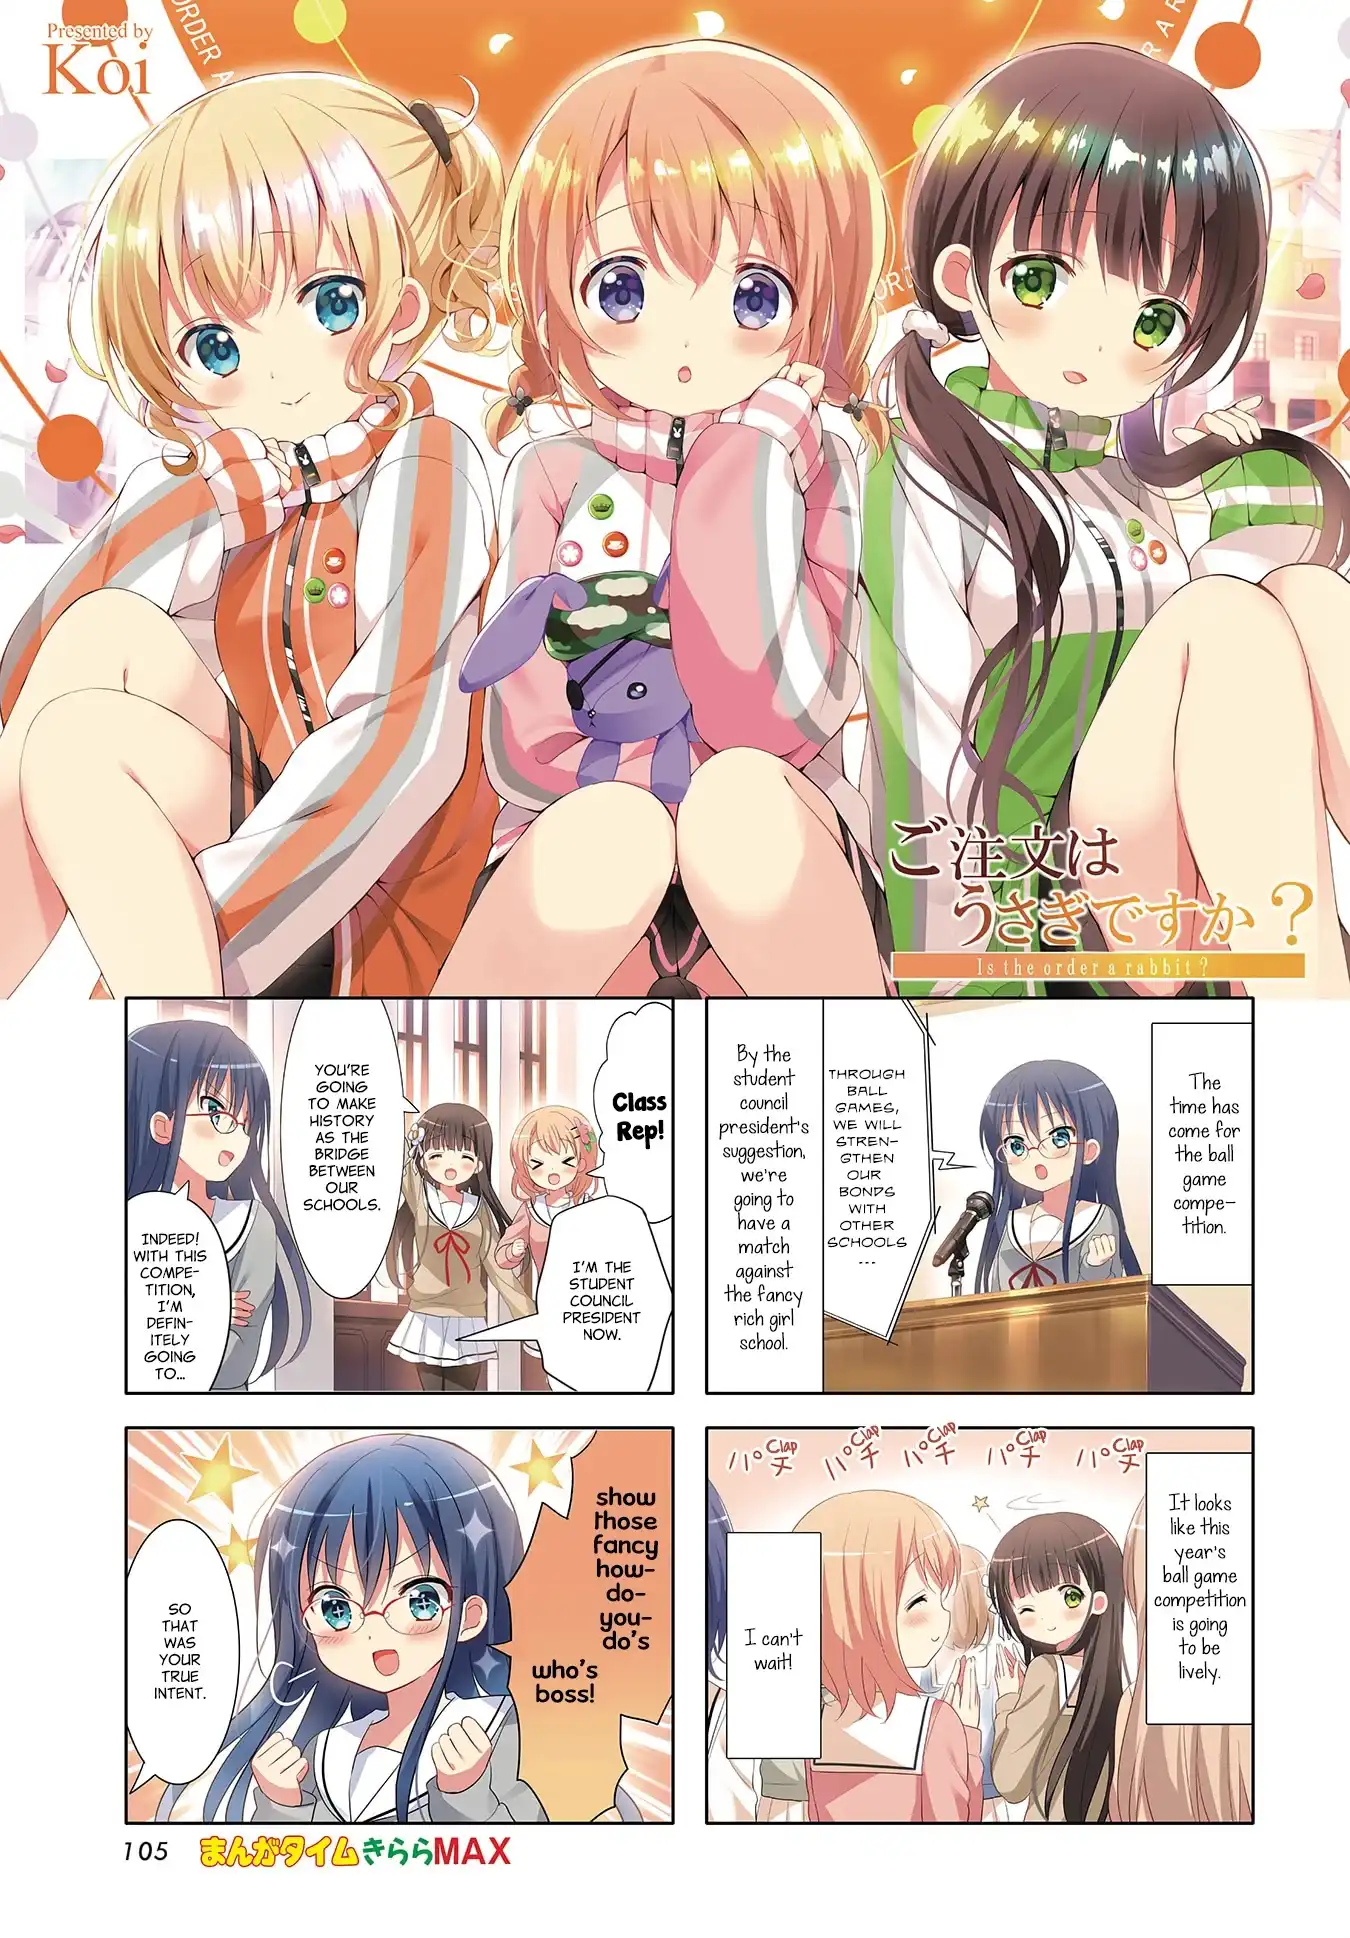 Presented by
Koi
ORDER A
ORDE
RAR
ご注文は
うさぎですか?
Is the order a rabbit?
The
time has
come for
the ball
game
compe-
tition.
THROUGH
BALL
GAMES,
WE WILL
STREN-
GTHEN
OUR
BONDS
WITH
OTHER
SCHOOLS
...
By the
student
council
president's
suggestion,
we're
going to
have a
match
against
the fancy
rich girl
school.
パチ Clap
パチ Clap
パチ Clap
パチ Clap
パチ Clap
It looks
like this
year's
ball game
competition
is going
to be
lively.
I can't
wait!
Class
Rep!
I'M THE
STUDENT
COUNCIL
PRESIDENT
NOW.
YOU'RE
GOING
TO MAKE
HISTORY
AS THE
BRIDGE
BETWEEN
OUR
SCHOOLS.
INDEED!
WITH THIS
COMPE-
TITION,
I'M
DEFIN-
ITELY
GOING
TO...
show
those
fancy
how-
do-
you-
do's
who's
boss!
SO
THAT
WAS
YOUR
TRUE
INTENT.
105
まんがタイムきららMAX